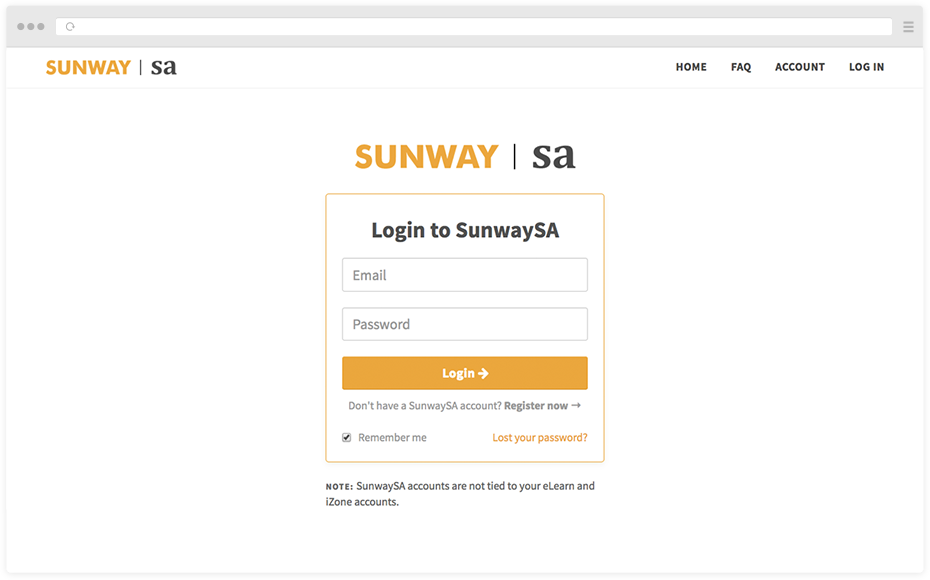 SUNWAY | sa
HOME FAQ ACCOUNT LOG IN
SUNWAY | sa
Login to SunwaySA
Email
Password
Login →
Don't have a SunwaySA account? Register now →
Remember me Lost your password?
NOTE: SunwaySA accounts are not tied to your eLearn and
iZone accounts.